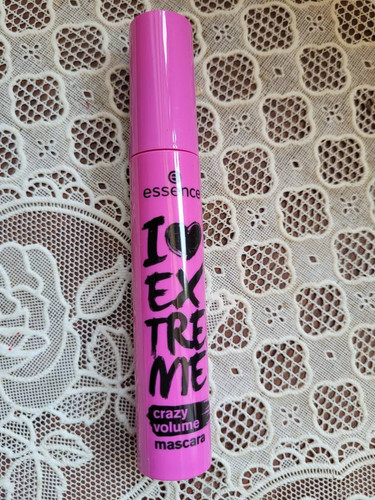 essence
I ♥
EX
TRE
ME
crazy
volume
mascara